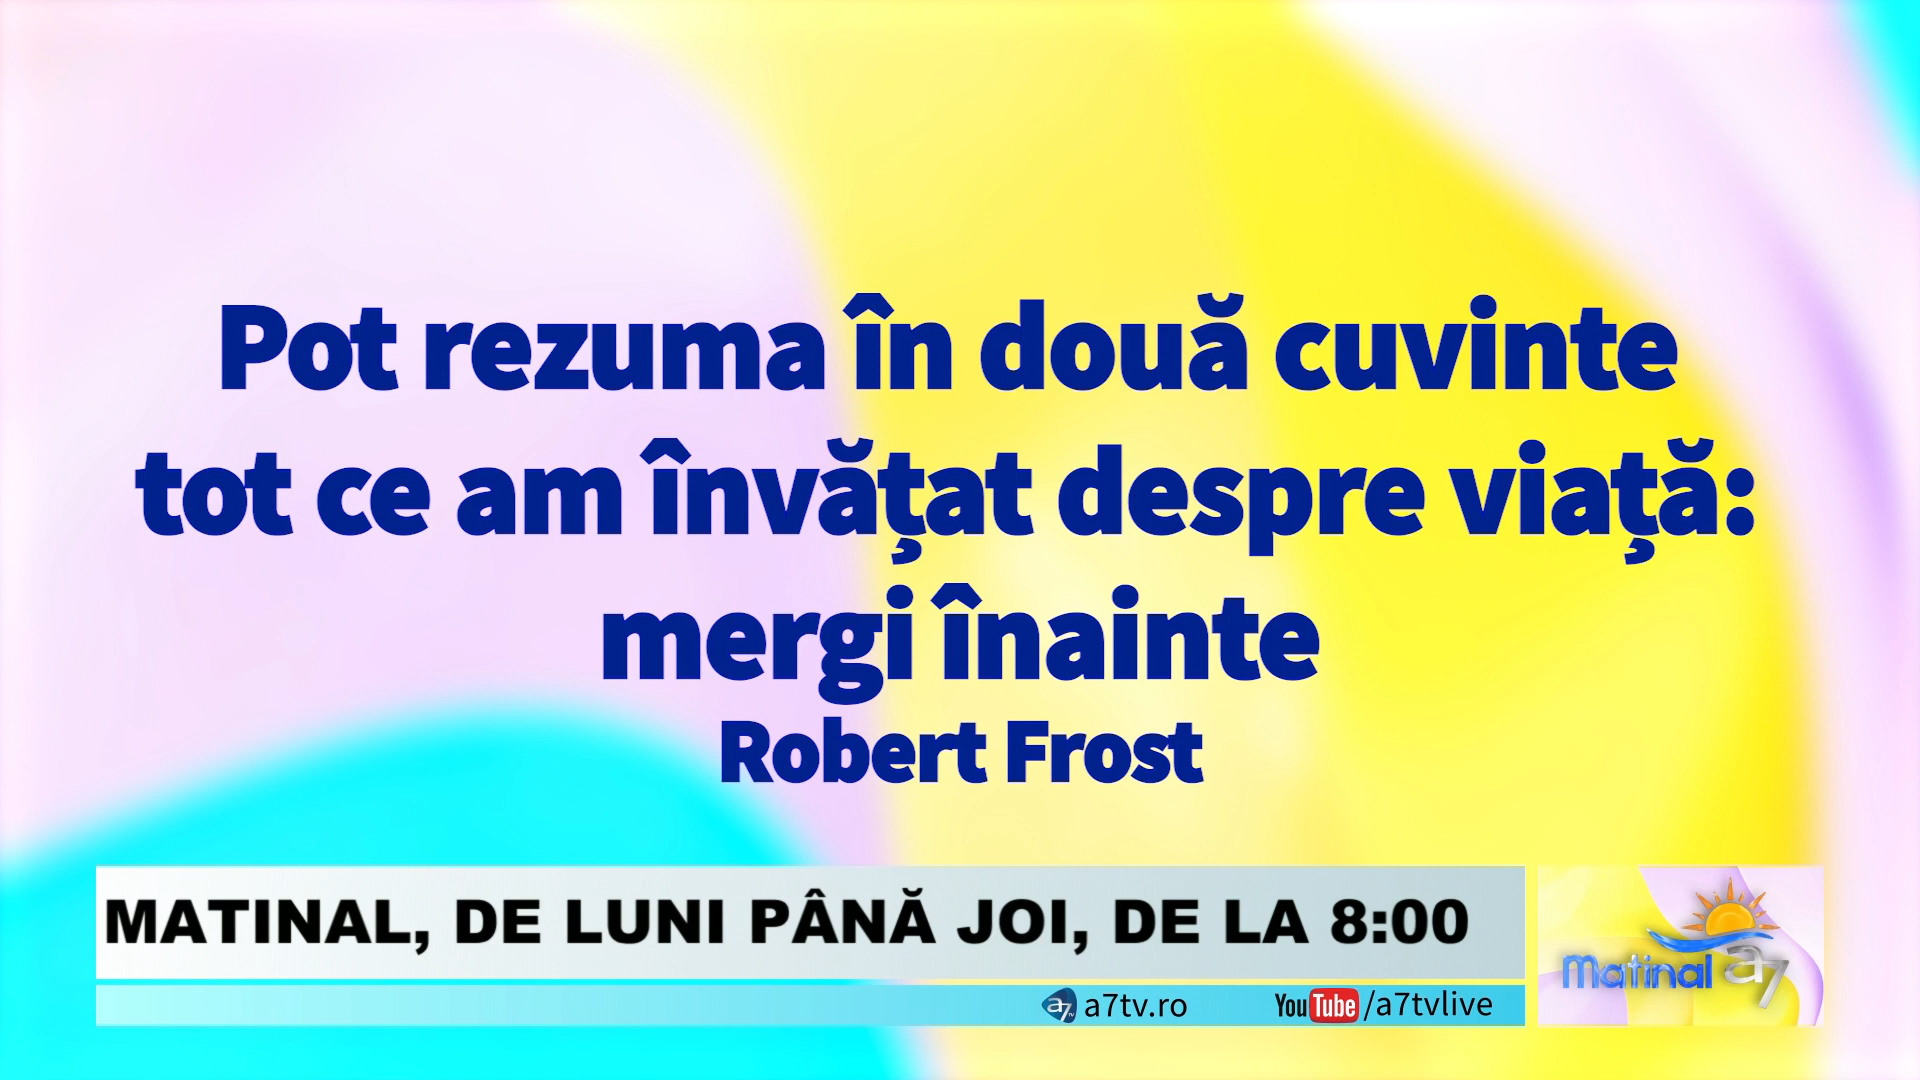 Pot rezuma în două cuvinte
tot ce am învățat despre viață:
mergi înainte
Robert Frost
MATINAL, DE LUNI PÂNĂ JOI, DE LA 8:00
Matinal a7
a7tv a7tv.ro YouTube/a7tvlive